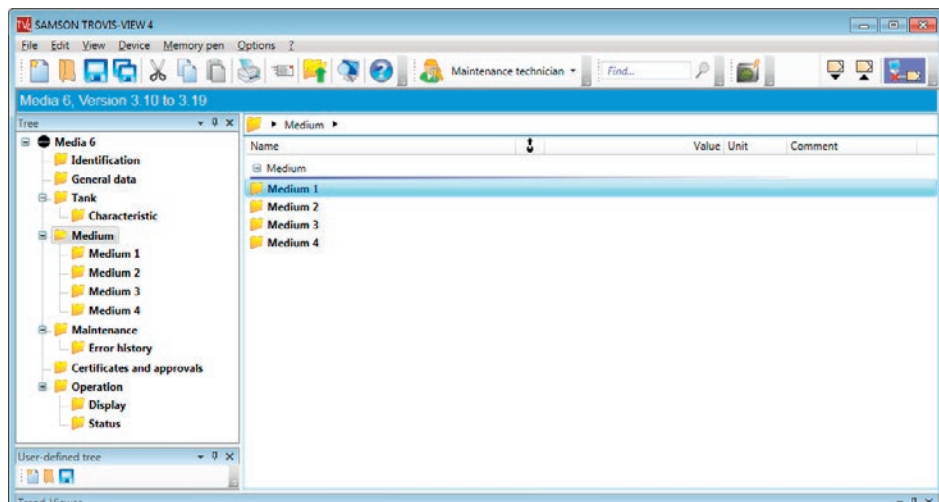 TV4 SAMSON TROVIS-VIEW 4
File Edit View Device Memory pen Options ?
Maintenance technician Find...
Media 6, Version 3.10 to 3.19
Tree
Medium
Media 6
Name Value Unit Comment
Identification
Medium
General data
Medium 1
Tank
Medium 2
Characteristic
Medium 3
Medium
Medium 4
Medium 1
Medium 2
Medium 3
Medium 4
Maintenance
Error history
Certificates and approvals
Operation
Display
Status
User-defined tree
Trend-Viewer